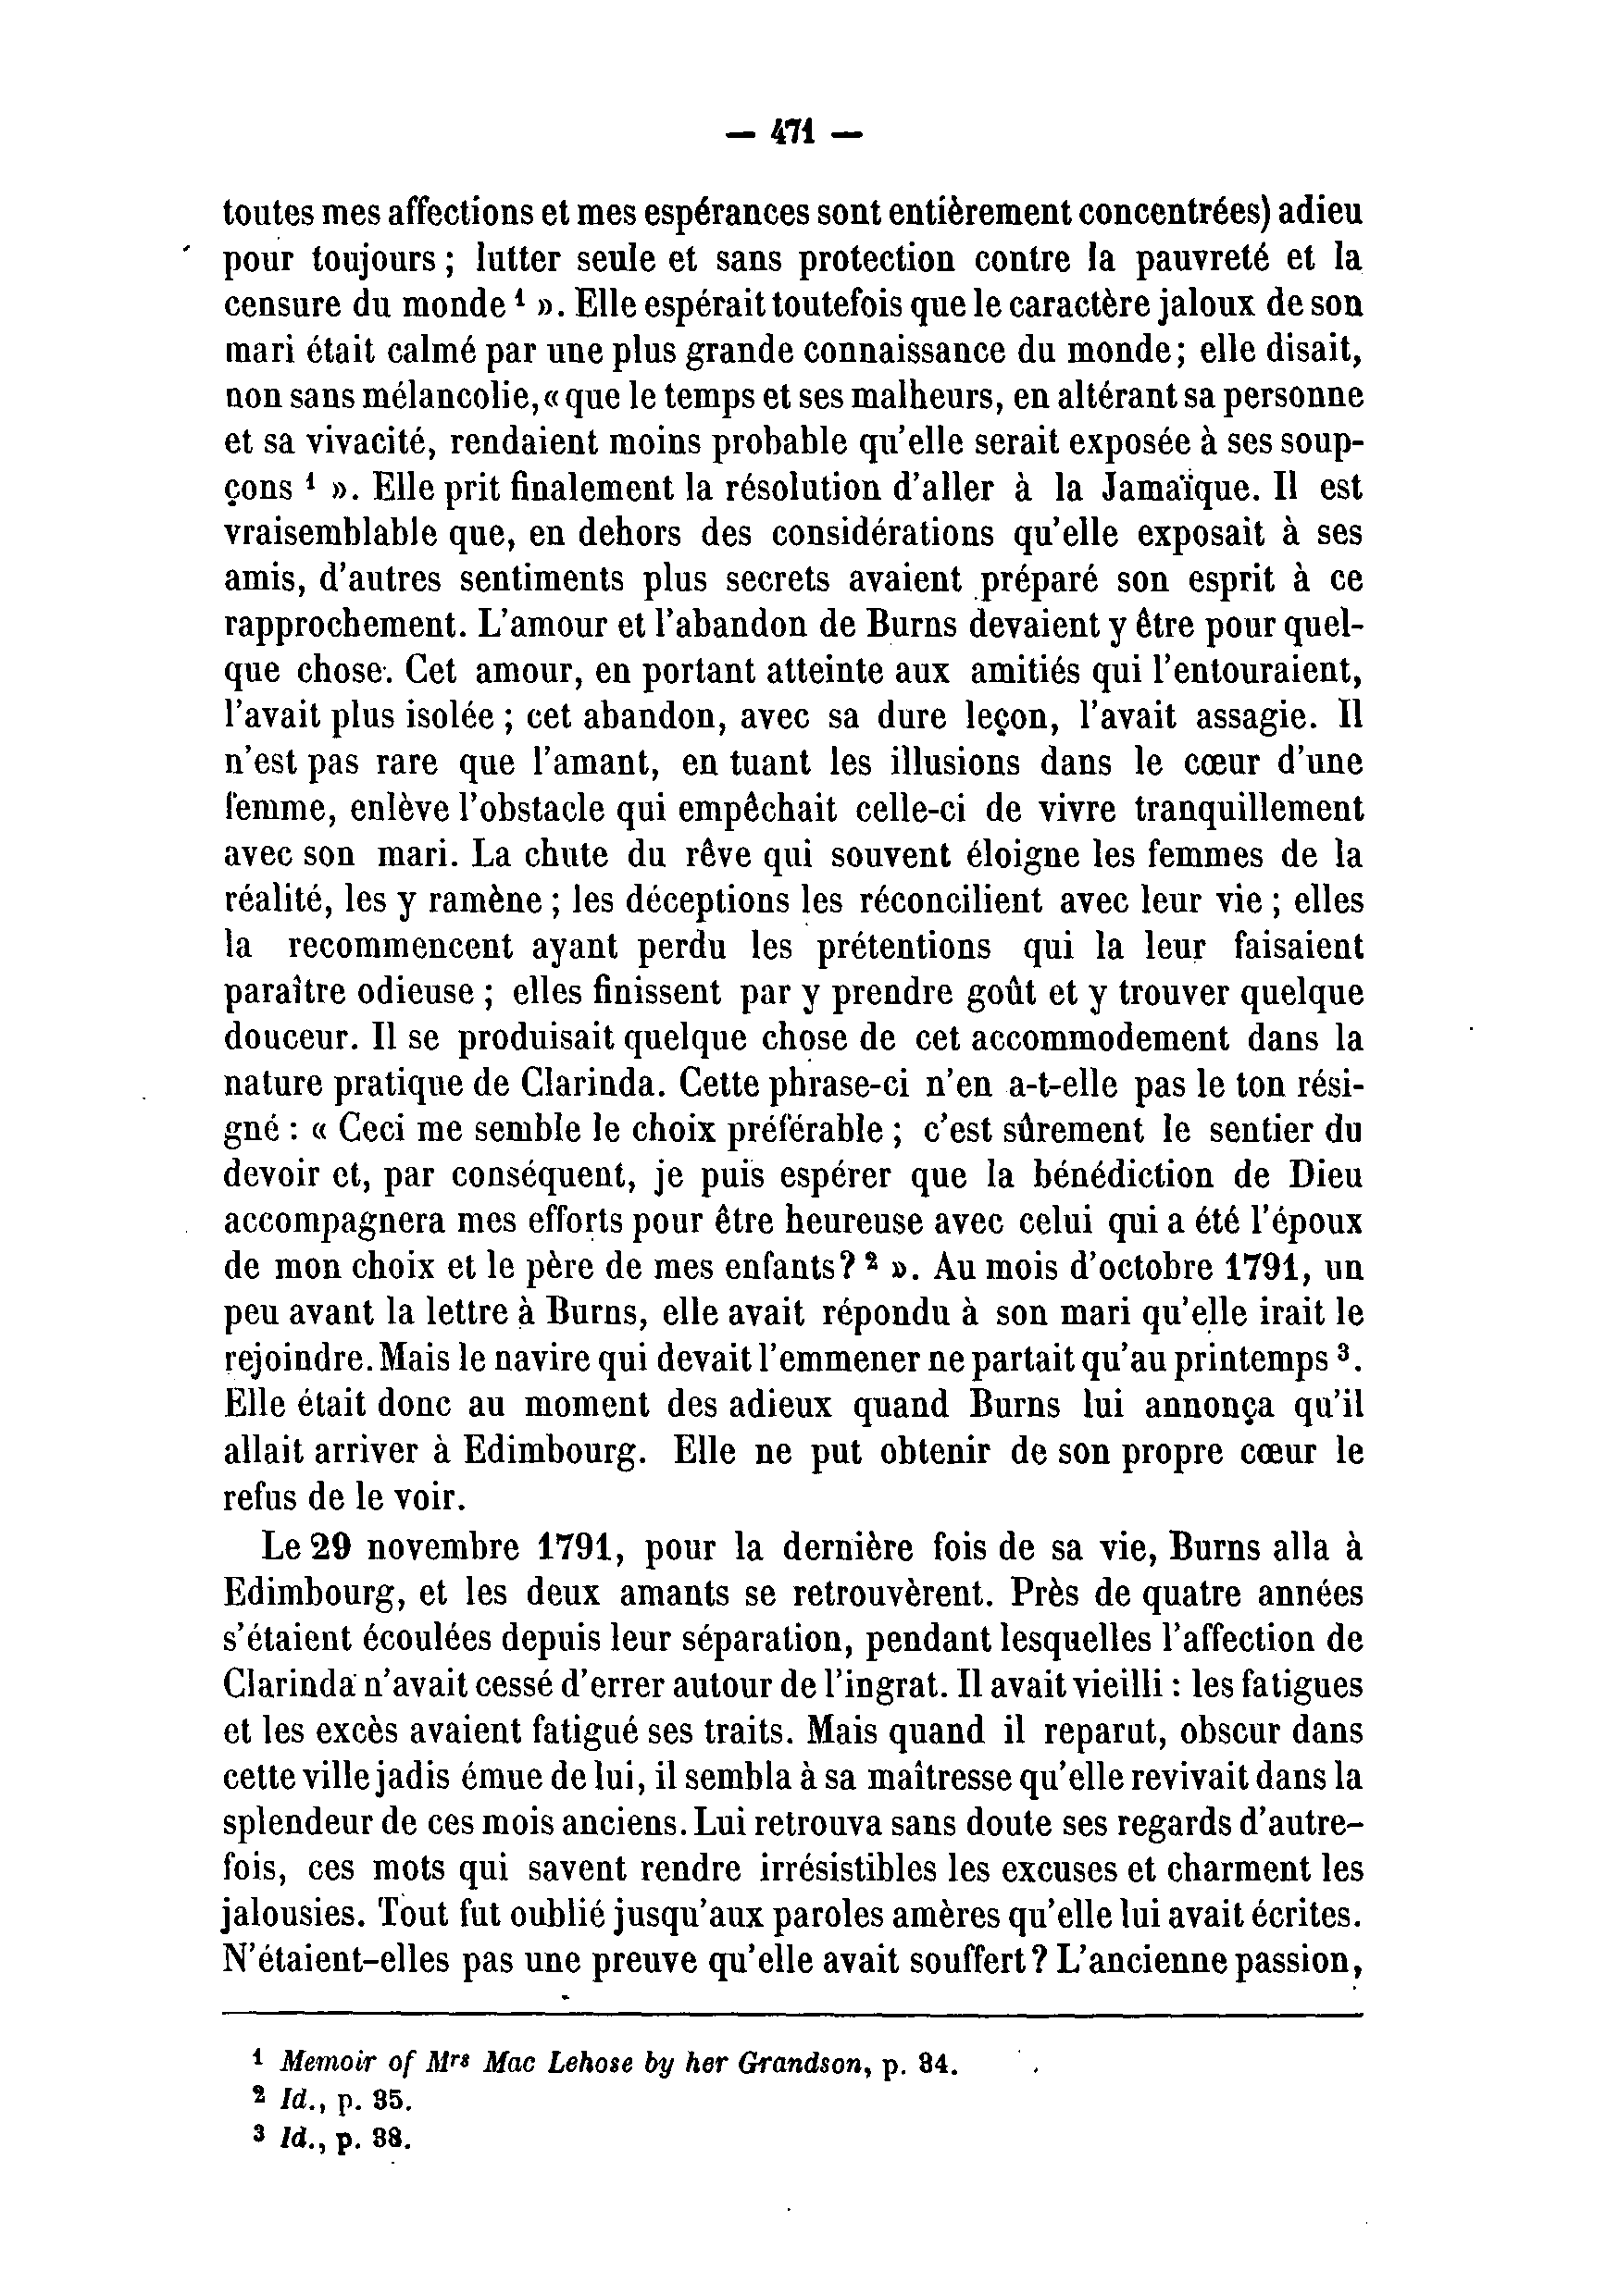 — 471 —
toutes mes affections et mes espérances sont entièrement concentrées) adieu
pour toujours ; lutter seule et sans protection contre la pauvreté et la
censure du monde ¹ ». Elle espérait toutefois que le caractère jaloux de son
mari était calmé par une plus grande connaissance du monde; elle disait,
non sans mélancolie, « que le temps et ses malheurs, en altérant sa personne
et sa vivacité, rendaient moins probable qu'elle serait exposée à ses soup-
çons ¹ ». Elle prit finalement la résolution d'aller à la Jamaïque. Il est
vraisemblable que, en dehors des considérations qu'elle exposait à ses
amis, d'autres sentiments plus secrets avaient préparé son esprit à ce
rapprochement. L'amour et l'abandon de Burns devaient y être pour quel-
que chose. Cet amour, en portant atteinte aux amitiés qui l'entouraient,
l'avait plus isolée ; cet abandon, avec sa dure leçon, l'avait assagie. Il
n'est pas rare que l'amant, en tuant les illusions dans le cœur d'une
femme, enlève l'obstacle qui empêchait celle-ci de vivre tranquillement
avec son mari. La chute du rêve qui souvent éloigne les femmes de la
réalité, les y ramène ; les déceptions les réconcilient avec leur vie ; elles
la recommencent ayant perdu les prétentions qui la leur faisaient
paraître odieuse ; elles finissent par y prendre goût et y trouver quelque
douceur. Il se produisait quelque chose de cet accommodement dans la
nature pratique de Clarinda. Cette phrase-ci n'en a-t-elle pas le ton rési-
gné : « Ceci me semble le choix préférable ; c'est sûrement le sentier du
devoir et, par conséquent, je puis espérer que la bénédiction de Dieu
accompagnera mes efforts pour être heureuse avec celui qui a été l'époux
de mon choix et le père de mes enfants? ² ». Au mois d'octobre 1791, un
peu avant la lettre à Burns, elle avait répondu à son mari qu'elle irait le
rejoindre. Mais le navire qui devait l'emmener ne partait qu'au printemps ³.
Elle était donc au moment des adieux quand Burns lui annonça qu'il
allait arriver à Edimbourg. Elle ne put obtenir de son propre cœur le
refus de le voir.
Le 29 novembre 1791, pour la dernière fois de sa vie, Burns alla à
Edimbourg, et les deux amants se retrouvèrent. Près de quatre années
s'étaient écoulées depuis leur séparation, pendant lesquelles l'affection de
Clarinda n'avait cessé d'errer autour de l'ingrat. Il avait vieilli : les fatigues
et les excès avaient fatigué ses traits. Mais quand il reparut, obscur dans
cette ville jadis émue de lui, il sembla à sa maîtresse qu'elle revivait dans la
splendeur de ces mois anciens. Lui retrouva sans doute ses regards d'autre-
fois, ces mots qui savent rendre irrésistibles les excuses et charment les
jalousies. Tout fut oublié jusqu'aux paroles amères qu'elle lui avait écrites.
N'étaient-elles pas une preuve qu'elle avait souffert ? L'ancienne passion,
¹ Memoir of Mrs Mac Lehose by her Grandson, p. 34.
² Id., p. 35.
³ Id., p. 38.